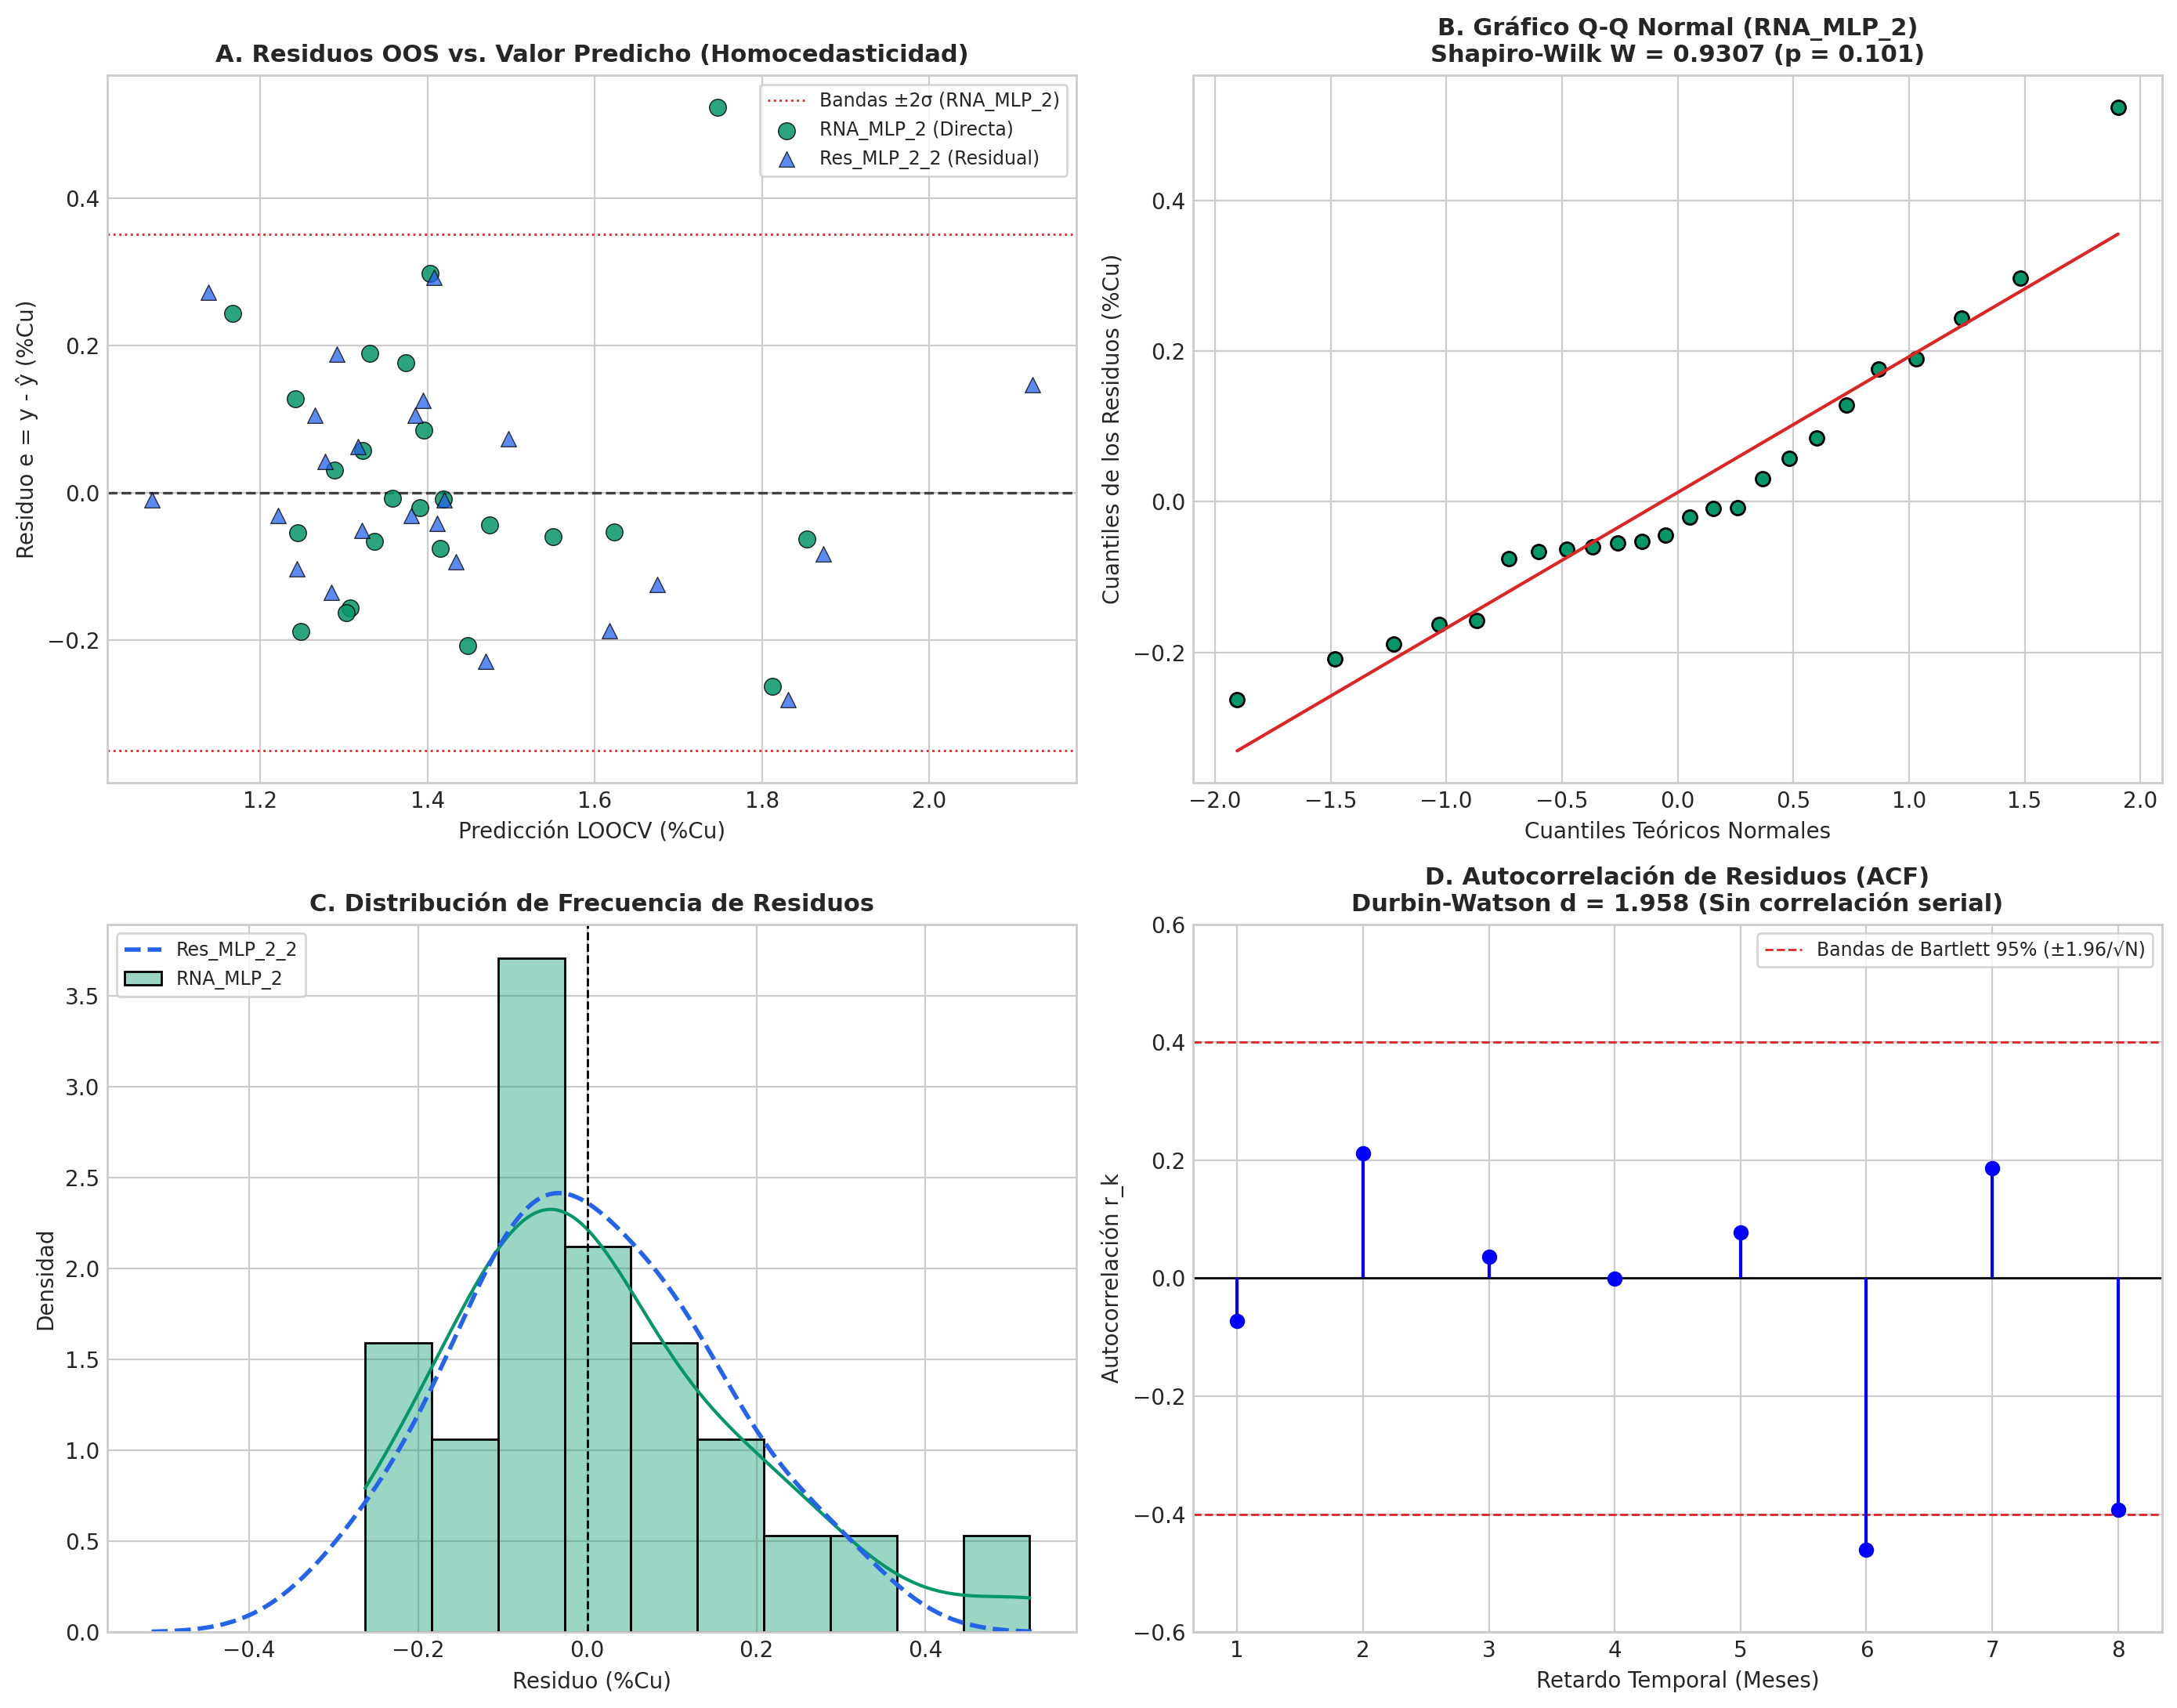 A. Residuos OOS vs. Valor Predicho (Homocedasticidad)
Bandas ±2σ (RNA_MLP_2)
RNA_MLP_2 (Directa)
Res_MLP_2_2 (Residual)
Residuo e = y - ŷ (%Cu)
0.4
0.2
0.0
−0.2
1.2 1.4 1.6 1.8 2.0
Predicción LOOCV (%Cu)
B. Gráfico Q-Q Normal (RNA_MLP_2)
Shapiro-Wilk W = 0.9307 (p = 0.101)
Cuantiles de los Residuos (%Cu)
0.4
0.2
0.0
−0.2
−2.0 −1.5 −1.0 −0.5 0.0 0.5 1.0 1.5 2.0
Cuantiles Teóricos Normales
C. Distribución de Frecuencia de Residuos
Res_MLP_2_2
RNA_MLP_2
Densidad
3.5
3.0
2.5
2.0
1.5
1.0
0.5
0.0
−0.4 −0.2 0.0 0.2 0.4
Residuo (%Cu)
D. Autocorrelación de Residuos (ACF)
Durbin-Watson d = 1.958 (Sin correlación serial)
Bandas de Bartlett 95% (±1.96/√N)
Autocorrelación r_k
0.6
0.4
0.2
0.0
−0.2
−0.4
−0.6
1 2 3 4 5 6 7 8
Retardo Temporal (Meses)